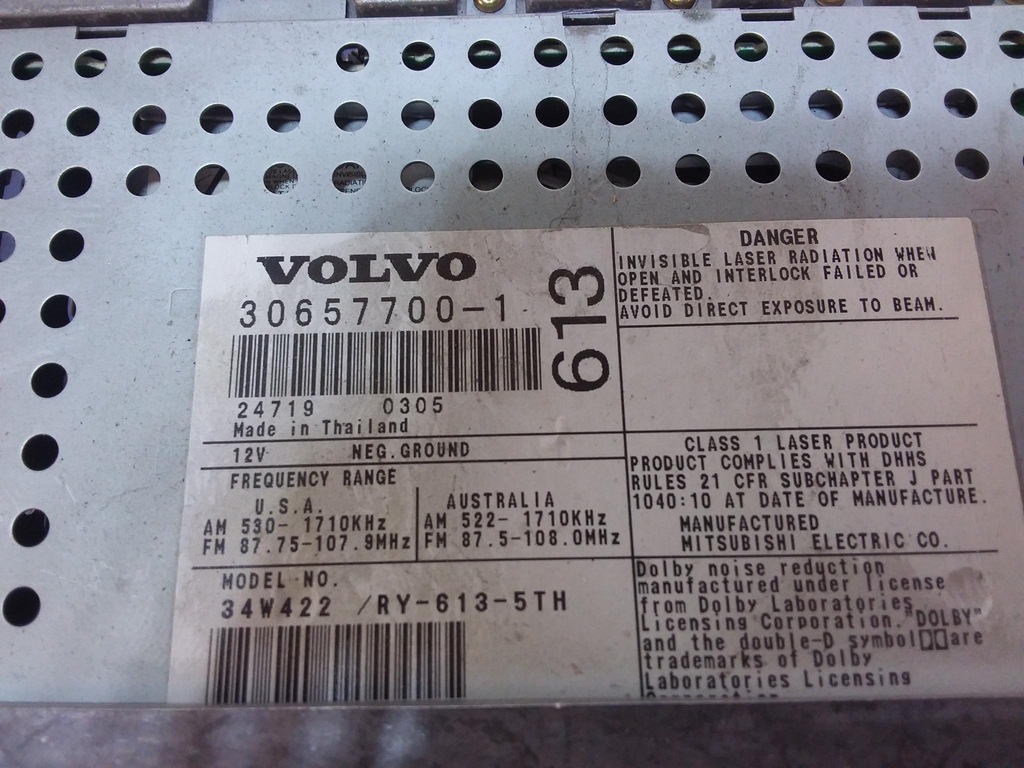 VOLVO
30657700-1
613
24719 0305
Made in Thailand
12V NEG.GROUND
FREQUENCY RANGE
U.S.A.
AM 530- 1710KHz
FM 87.75-107.9MHz
AUSTRALIA
AM 522- 1710KHz
FM 87.5-108.0MHz
MODEL NO.
34W422 /RY-613-5TH
DANGER
INVISIBLE LASER RADIATION WHEN
OPEN AND INTERLOCK FAILED OR
DEFEATED.
AVOID DIRECT EXPOSURE TO BEAM.
CLASS 1 LASER PRODUCT
PRODUCT COMPLIES WITH DHHS
RULES 21 CFR SUBCHAPTER J PART
1040:10 AT DATE OF MANUFACTURE.
MANUFACTURED
MITSUBISHI ELECTRIC CO.
Dolby noise reduction
manufactured under license
from Dolby Laboratories
Licensing Corporation. "DOLBY"
and the double-D symbol are
trademarks of Dolby
Laboratories Licensing